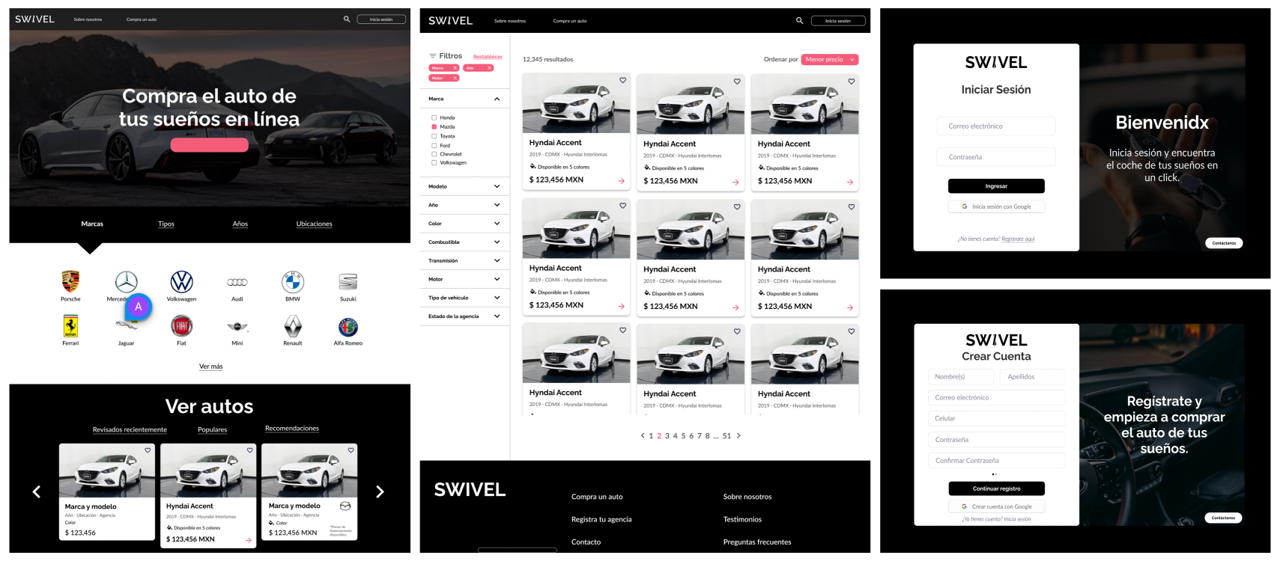 SWIVEL
Sobre nosotros
Compra un auto
Inicia sesión
Compra el auto de
tus sueños en línea
Marcas
Tipos
Años
Ubicaciones
Porsche
Merced
Volkswagen
Audi
BMW
Suzuki
A
Ferrari
Jaguar
Fiat
Mini
Renault
Alfa Romeo
Ver más
Ver autos
Revisados recientemente
Populares
Recomendaciones
Marca y modelo
Año · Ubicación · Agencia
Color
$ 123,456
Hyndai Accent
2019 · CDMX · Hyundai Interlomas
Disponible en 5 colores
$ 123,456 MXN
Marca y modelo
Año · Ubicación · Agencia
Color
$ 123,456 MXN
SWIVEL
Sobre nosotros
Compra un auto
Inicia sesión
Filtros
Restablecer
Marca X
Año X
Motor X
Marca
Honda
Mazda
Toyota
Ford
Chevrolet
Volkswagen
Modelo
Año
Color
Combustible
Transmisión
Motor
Tipo de vehículo
Estado de la agencia
12,345 resultados
Ordenar por
Menor precio
Hyndai Accent
2019 · CDMX · Hyundai Interlomas
Disponible en 5 colores
$ 123,456 MXN
Hyndai Accent
2019 · CDMX · Hyundai Interlomas
Disponible en 5 colores
$ 123,456 MXN
Hyndai Accent
2019 · CDMX · Hyundai Interlomas
Disponible en 5 colores
$ 123,456 MXN
Hyndai Accent
2019 · CDMX · Hyundai Interlomas
Disponible en 5 colores
$ 123,456 MXN
Hyndai Accent
2019 · CDMX · Hyundai Interlomas
Disponible en 5 colores
$ 123,456 MXN
Hyndai Accent
2019 · CDMX · Hyundai Interlomas
Disponible en 5 colores
$ 123,456 MXN
Hyndai Accent
2019 · CDMX · Hyundai Interlomas
Hyndai Accent
2019 · CDMX · Hyundai Interlomas
Hyndai Accent
2019 · CDMX · Hyundai Interlomas
< 1 2 3 4 5 6 7 8 ... 51 >
SWIVEL
Compra un auto
Registra tu agencia
Contacto
Sobre nosotros
Testimonios
Preguntas frecuentes
SWIVEL
Iniciar Sesión
Correo electrónico
Contraseña
Ingresar
Inicia sesión con Google
¿No tienes cuenta? Regístrate aquí
Bienvenidx
Inicia sesión y encuentra
el coche de tus sueños en
un click.
Contáctanos
SWIVEL
Crear Cuenta
Nombre(s)
Apellidos
Correo electrónico
Celular
Contraseña
Confirmar Contraseña
Continuar registro
Crear cuenta con Google
¿Ya tienes cuenta? Inicia sesión
Regístrate y
empieza a comprar
el auto de tus
sueños.
Contáctanos